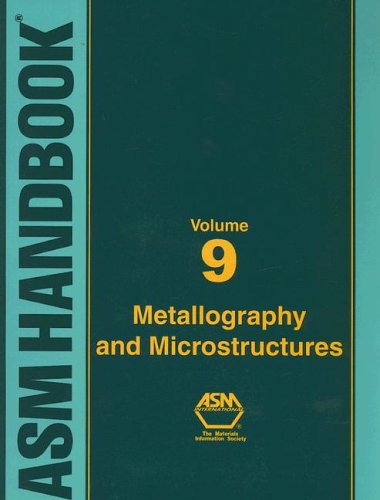 ASM HANDBOOK®
Volume
9
Metallography
and Microstructures
ASM
INTERNATIONAL
®
The Materials
Information Society